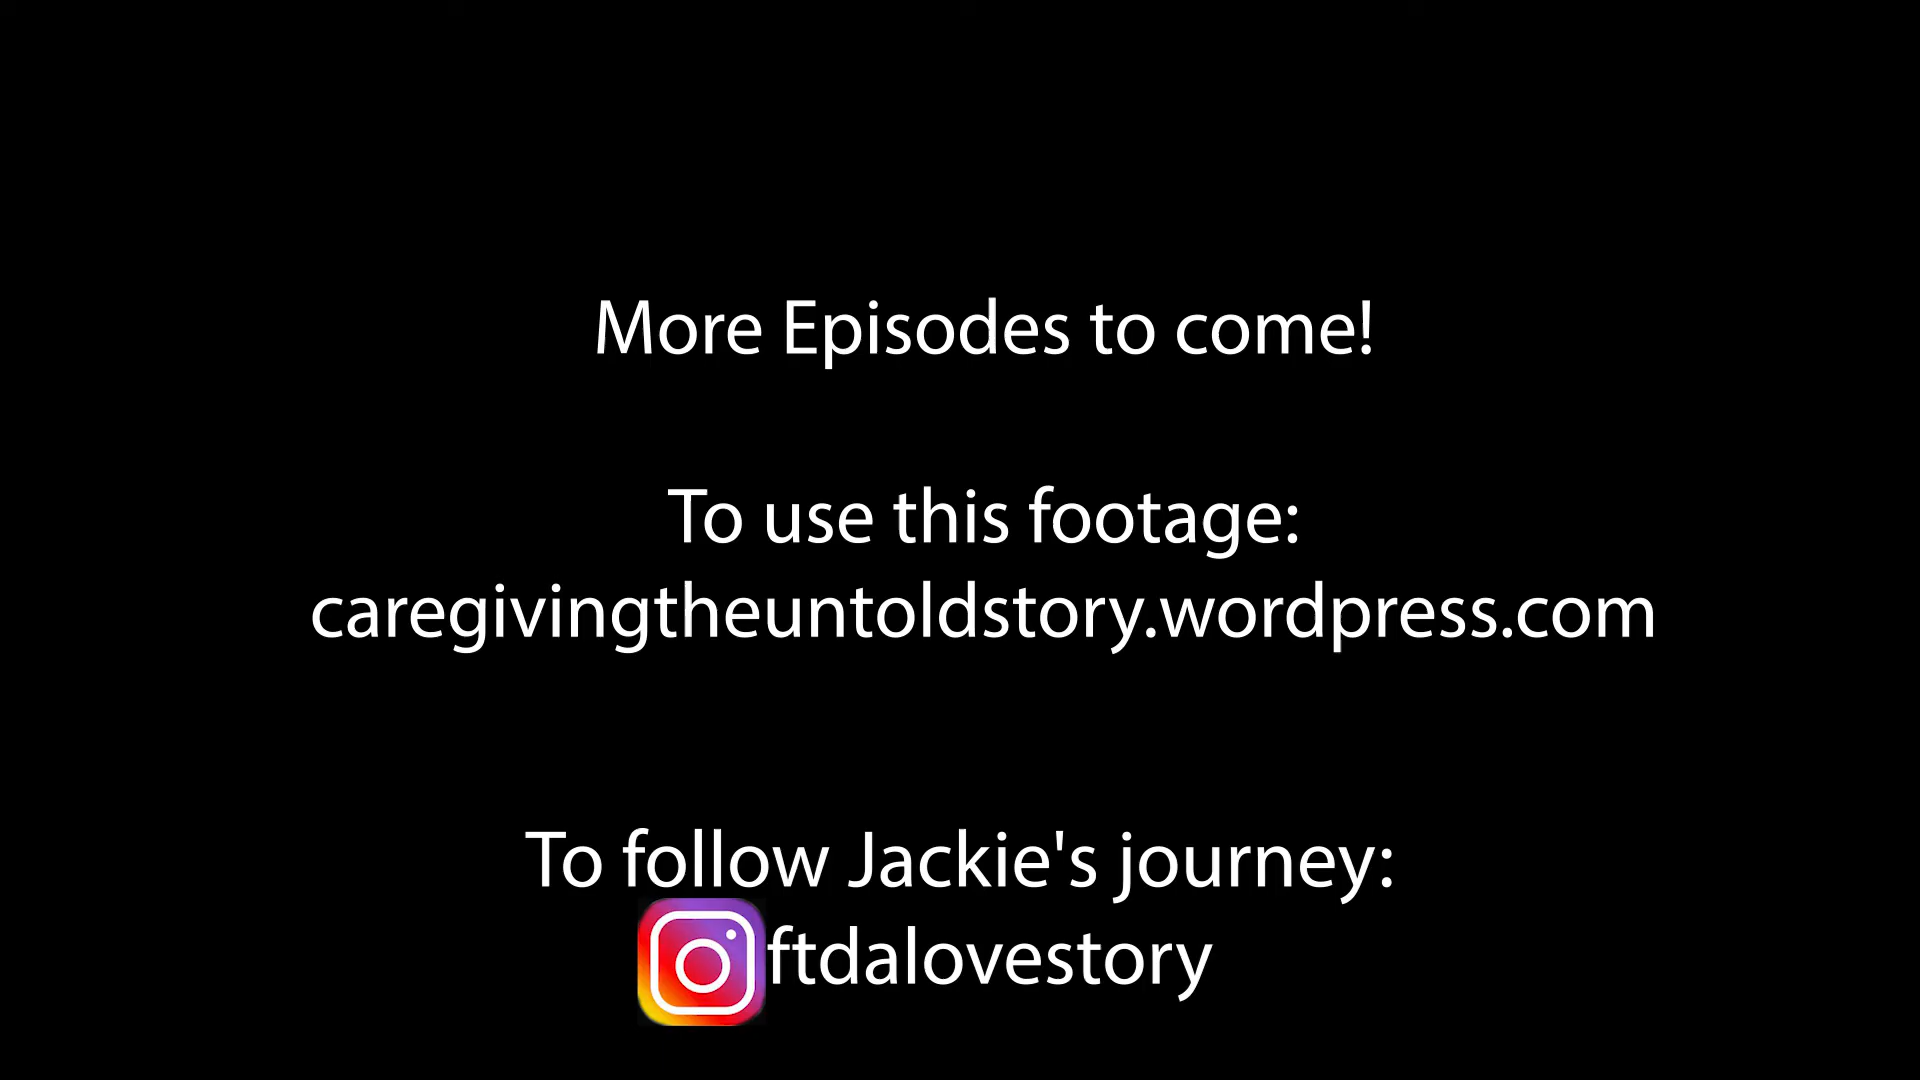 More Episodes to come!
To use this footage:
caregivingtheuntoldstory.wordpress.com
To follow Jackie's journey:
ftdalovestory